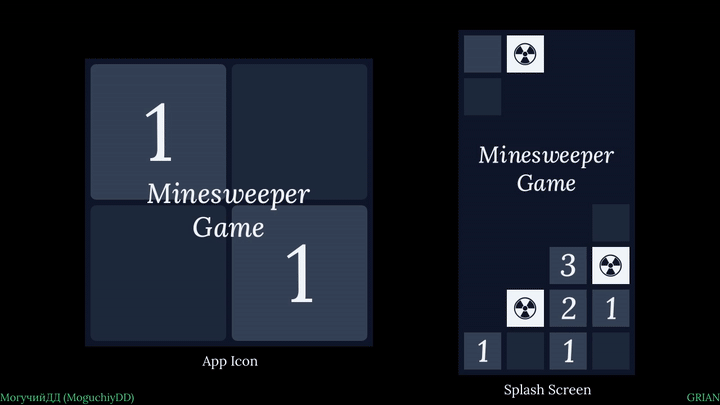 1
Minesweeper
Game
1
App Icon
Minesweeper
Game
3
2 1
1 1
Splash Screen
МогучийДД (MoguchiyDD)
GRIAN